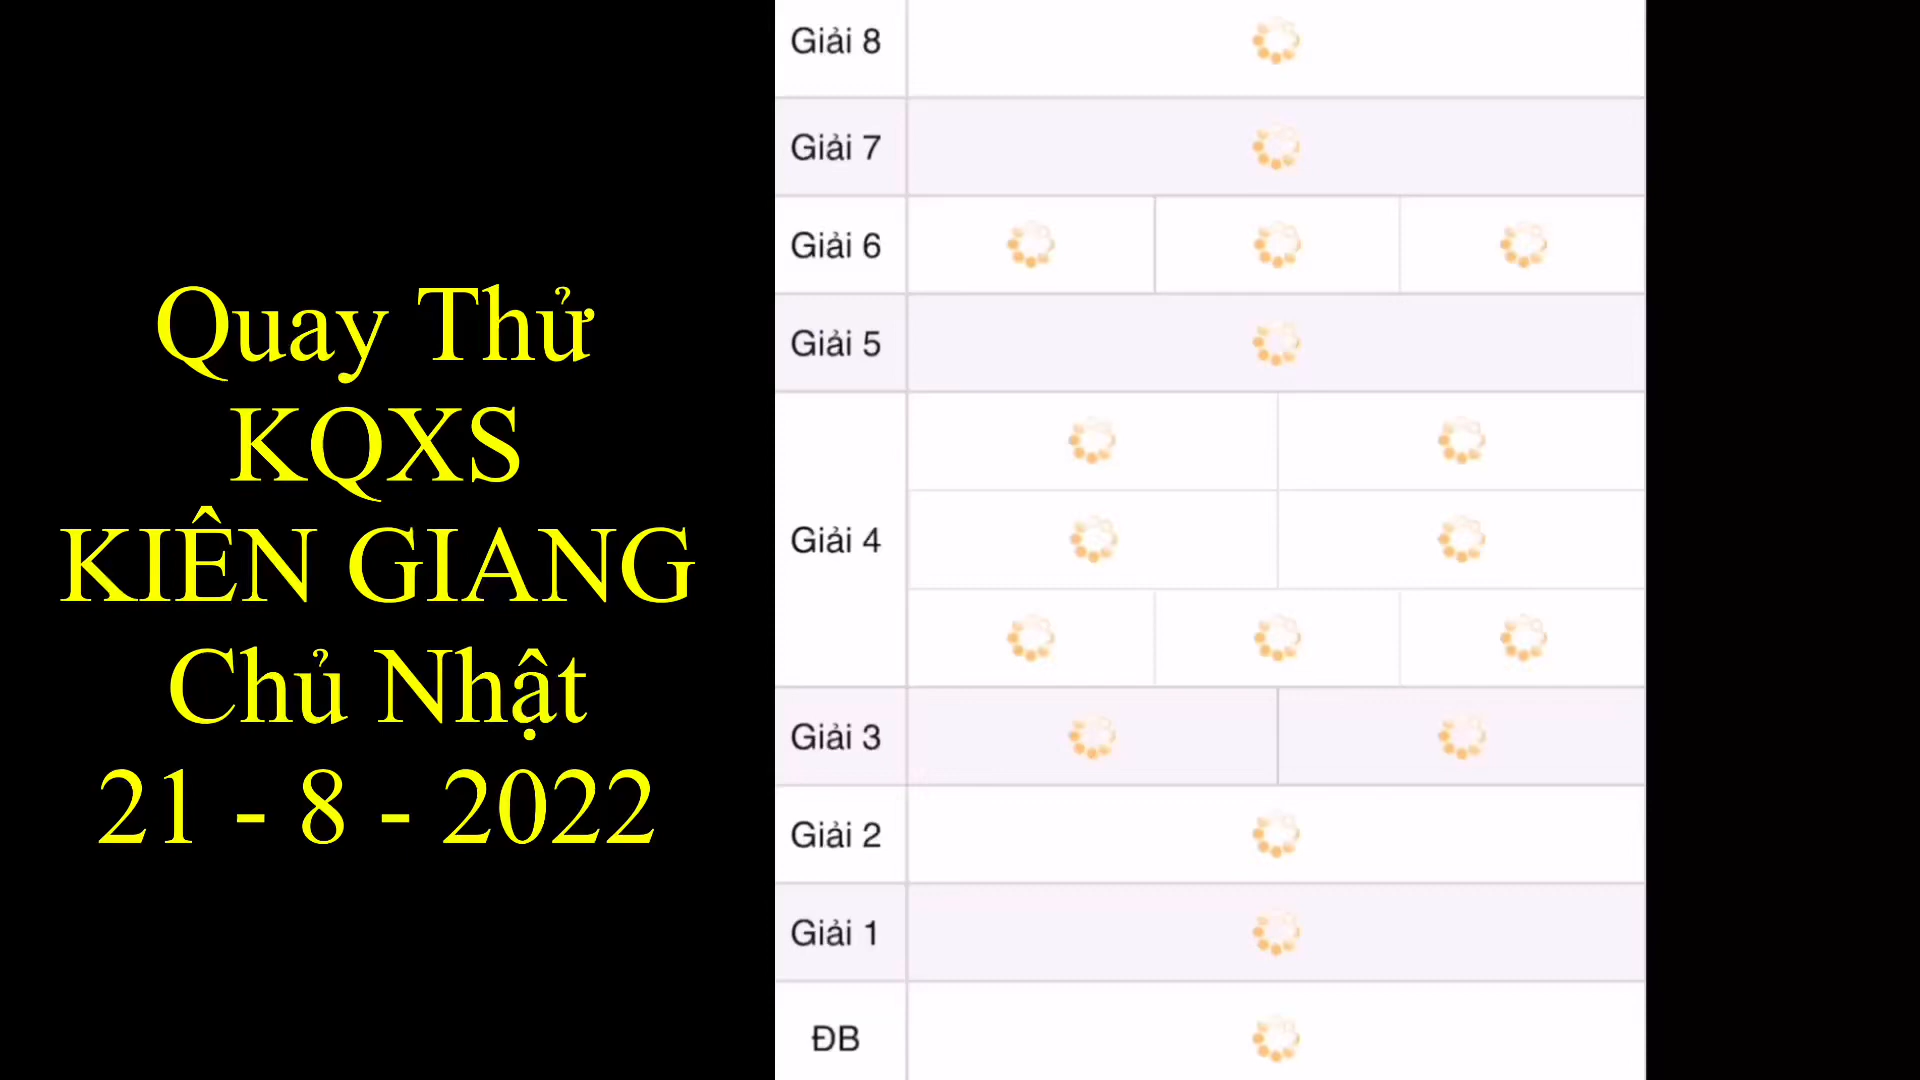 Quay Thử
KQXS
KIÊN GIANG
Chủ Nhật
21 - 8 - 2022
Giải 8
Giải 7
Giải 6
Giải 5
Giải 4
Giải 3
Giải 2
Giải 1
ĐB